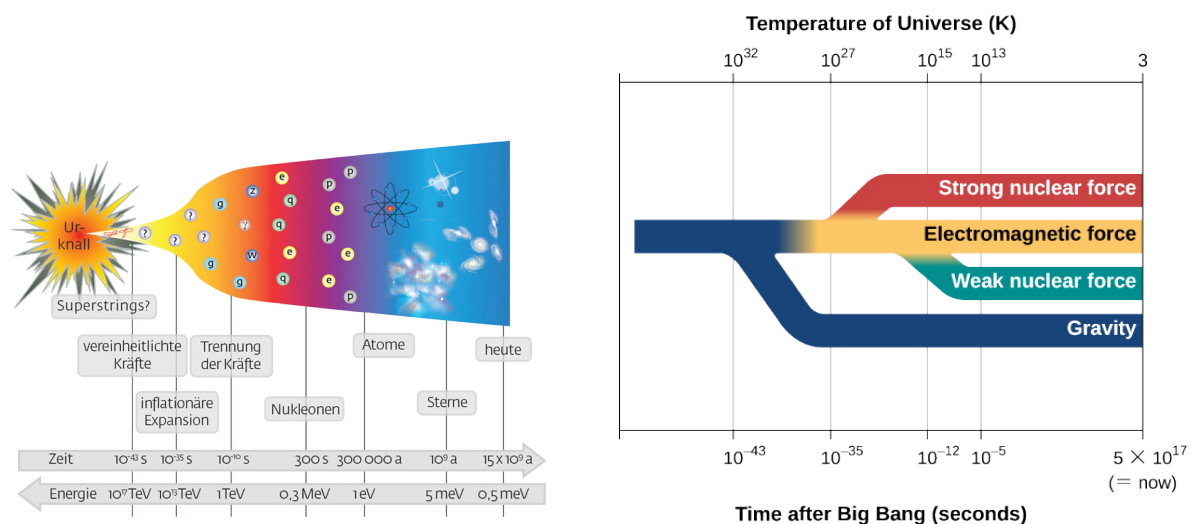 Ur-
knall
?
?
?
?
g
g
g
Z
γ
W
e
q
q
e
q
p
e
p
e
e
p
p
Superstrings?
vereinheitlichte
Kräfte
Trennung
der Kräfte
Atome
heute
inflationäre
Expansion
Nukleonen
Sterne
Zeit 10⁻⁴³ s 10⁻³⁵ s 10⁻¹⁰ s 300 s 300 000 a 10⁹ a 15 x 10⁹ a
Energie 10¹⁷ TeV 10¹³ TeV 1 TeV 0,3 MeV 1 eV 5 meV 0,5 meV
Temperature of Universe (K)
10³² 10²⁷ 10¹⁵ 10¹³ 3
Strong nuclear force
Electromagnetic force
Weak nuclear force
Gravity
10⁻⁴³ 10⁻³⁵ 10⁻¹² 10⁻⁵ 5 × 10¹⁷
(= now)
Time after Big Bang (seconds)